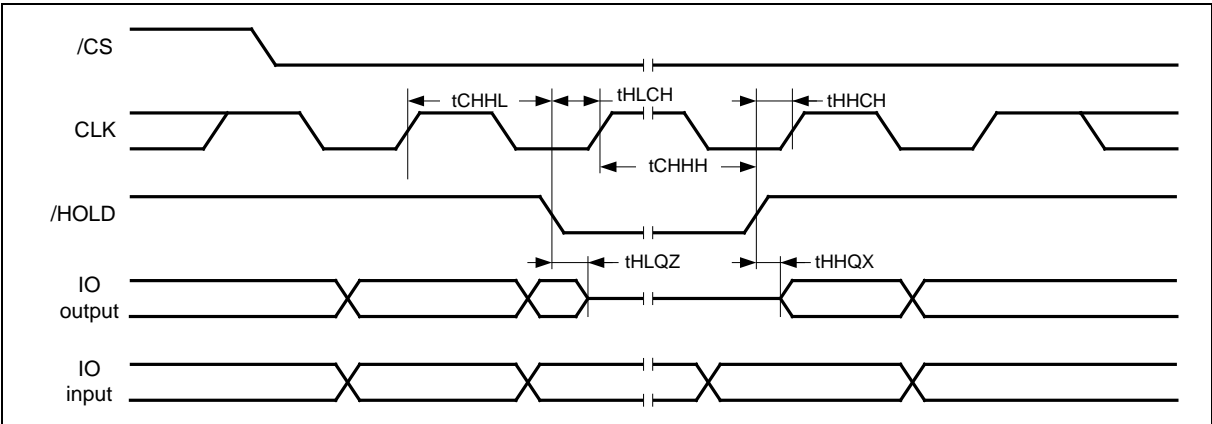 /CS
tCHHL
tHLCH
tHHCH
CLK
tCHHH
/HOLD
tHLQZ
tHHQX
IO
output
IO
input